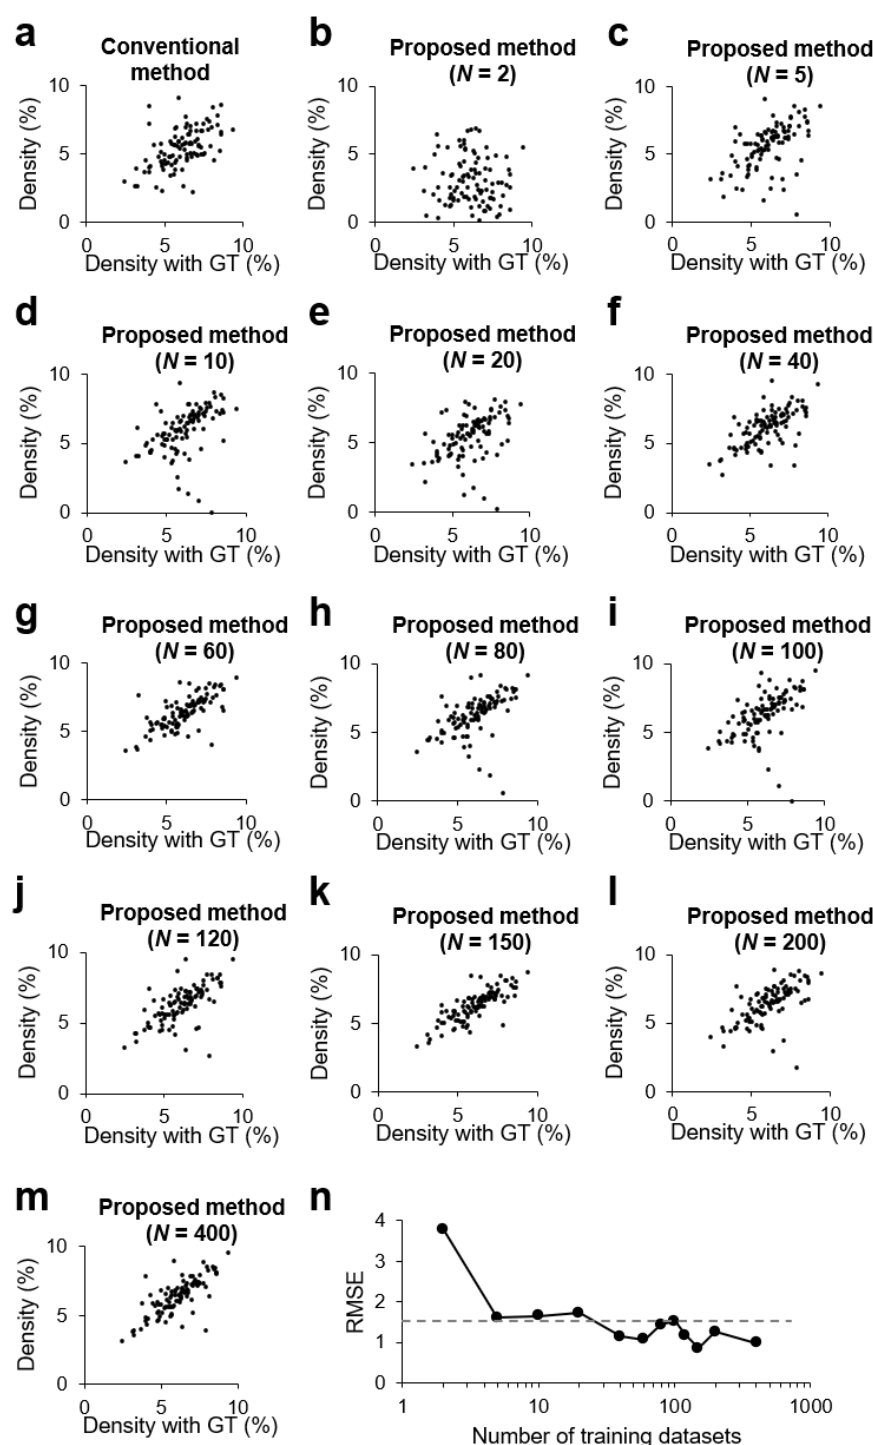 a
Conventional
method
10
5
0
Density (%)
0 5 10
Density with GT (%)
b
Proposed method
(N = 2)
10
5
0
Density (%)
0 5 10
Density with GT (%)
c
Proposed method
(N = 5)
10
5
0
Density (%)
0 5 10
Density with GT (%)
d
Proposed method
(N = 10)
10
5
0
Density (%)
0 5 10
Density with GT (%)
e
Proposed method
(N = 20)
10
5
0
Density (%)
0 5 10
Density with GT (%)
f
Proposed method
(N = 40)
10
5
0
Density (%)
0 5 10
Density with GT (%)
g
Proposed method
(N = 60)
10
5
0
Density (%)
0 5 10
Density with GT (%)
h
Proposed method
(N = 80)
10
5
0
Density (%)
0 5 10
Density with GT (%)
i
Proposed method
(N = 100)
10
5
0
Density (%)
0 5 10
Density with GT (%)
j
Proposed method
(N = 120)
10
5
0
Density (%)
0 5 10
Density with GT (%)
k
Proposed method
(N = 150)
10
5
0
Density (%)
0 5 10
Density with GT (%)
l
Proposed method
(N = 200)
10
5
0
Density (%)
0 5 10
Density with GT (%)
m
Proposed method
(N = 400)
10
5
0
Density (%)
0 5 10
Density with GT (%)
n
4
3
2
1
0
RMSE
1 10 100 1000
Number of training datasets